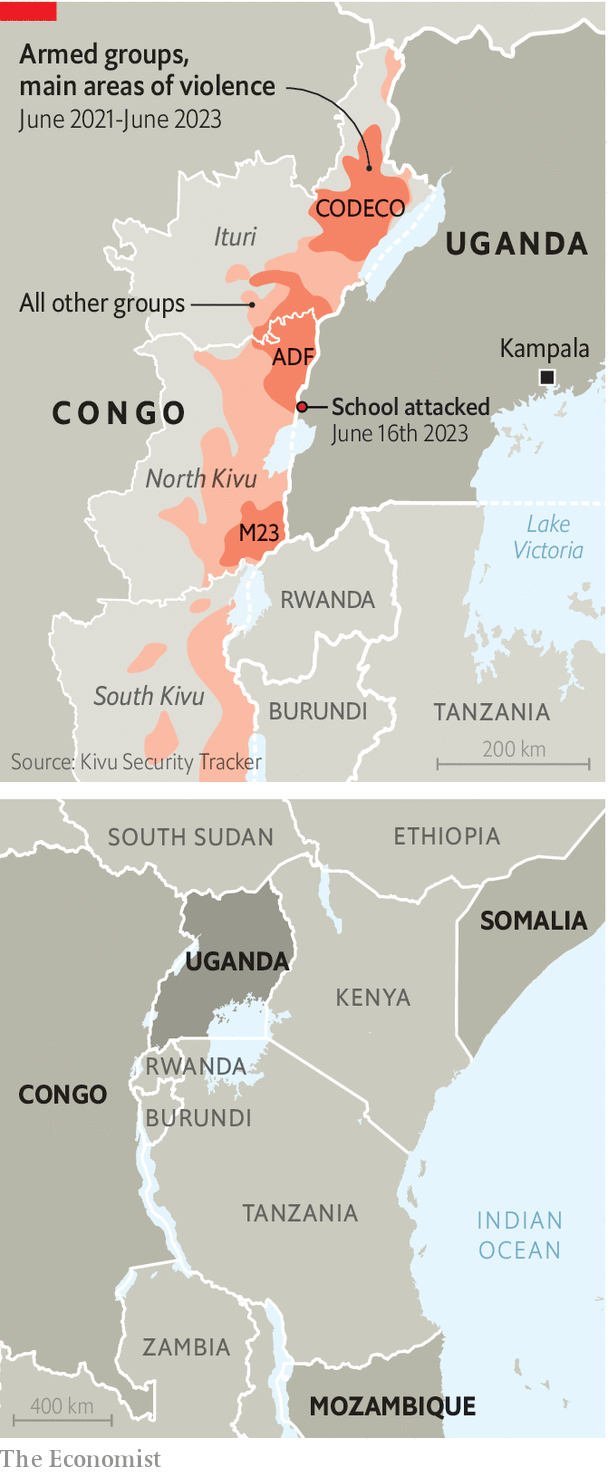 Armed groups,
main areas of violence
June 2021-June 2023
CODECO
Ituri
UGANDA
All other groups
Kampala
ADF
CONGO
School attacked
June 16th 2023
North Kivu
M23
Lake
Victoria
RWANDA
South Kivu
BURUNDI
TANZANIA
200 km
Source: Kivu Security Tracker
SOUTH SUDAN
ETHIOPIA
SOMALIA
UGANDA
KENYA
RWANDA
CONGO
BURUNDI
TANZANIA
INDIAN
OCEAN
ZAMBIA
400 km
MOZAMBIQUE
The Economist